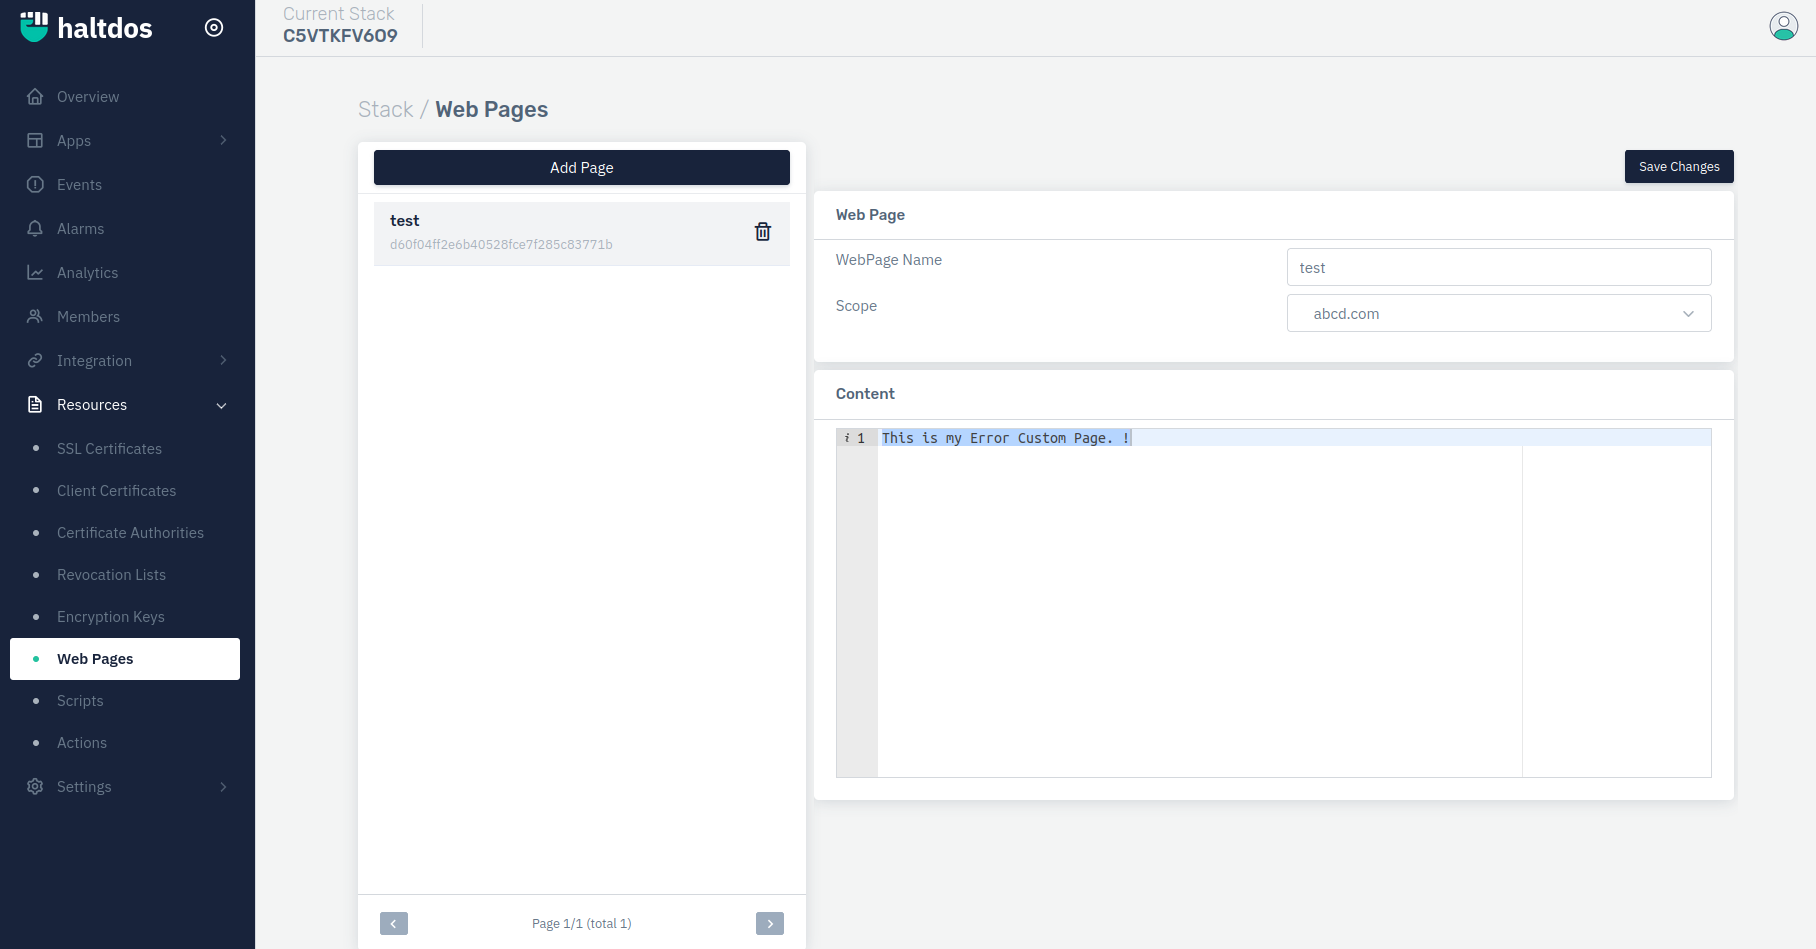 haltdos
Current Stack
C5VTKFV609
Overview
Apps
Events
Alarms
Analytics
Members
Integration
Resources
SSL Certificates
Client Certificates
Certificate Authorities
Revocation Lists
Encryption Keys
Web Pages
Scripts
Actions
Settings
Stack / Web Pages
Add Page
test
d60f04ff2e6b40528fce7f285c83771b
Page 1/1 (total 1)
Save Changes
Web Page
WebPage Name
test
Scope
abcd.com
Content
i 1 This is my Error Custom Page. !